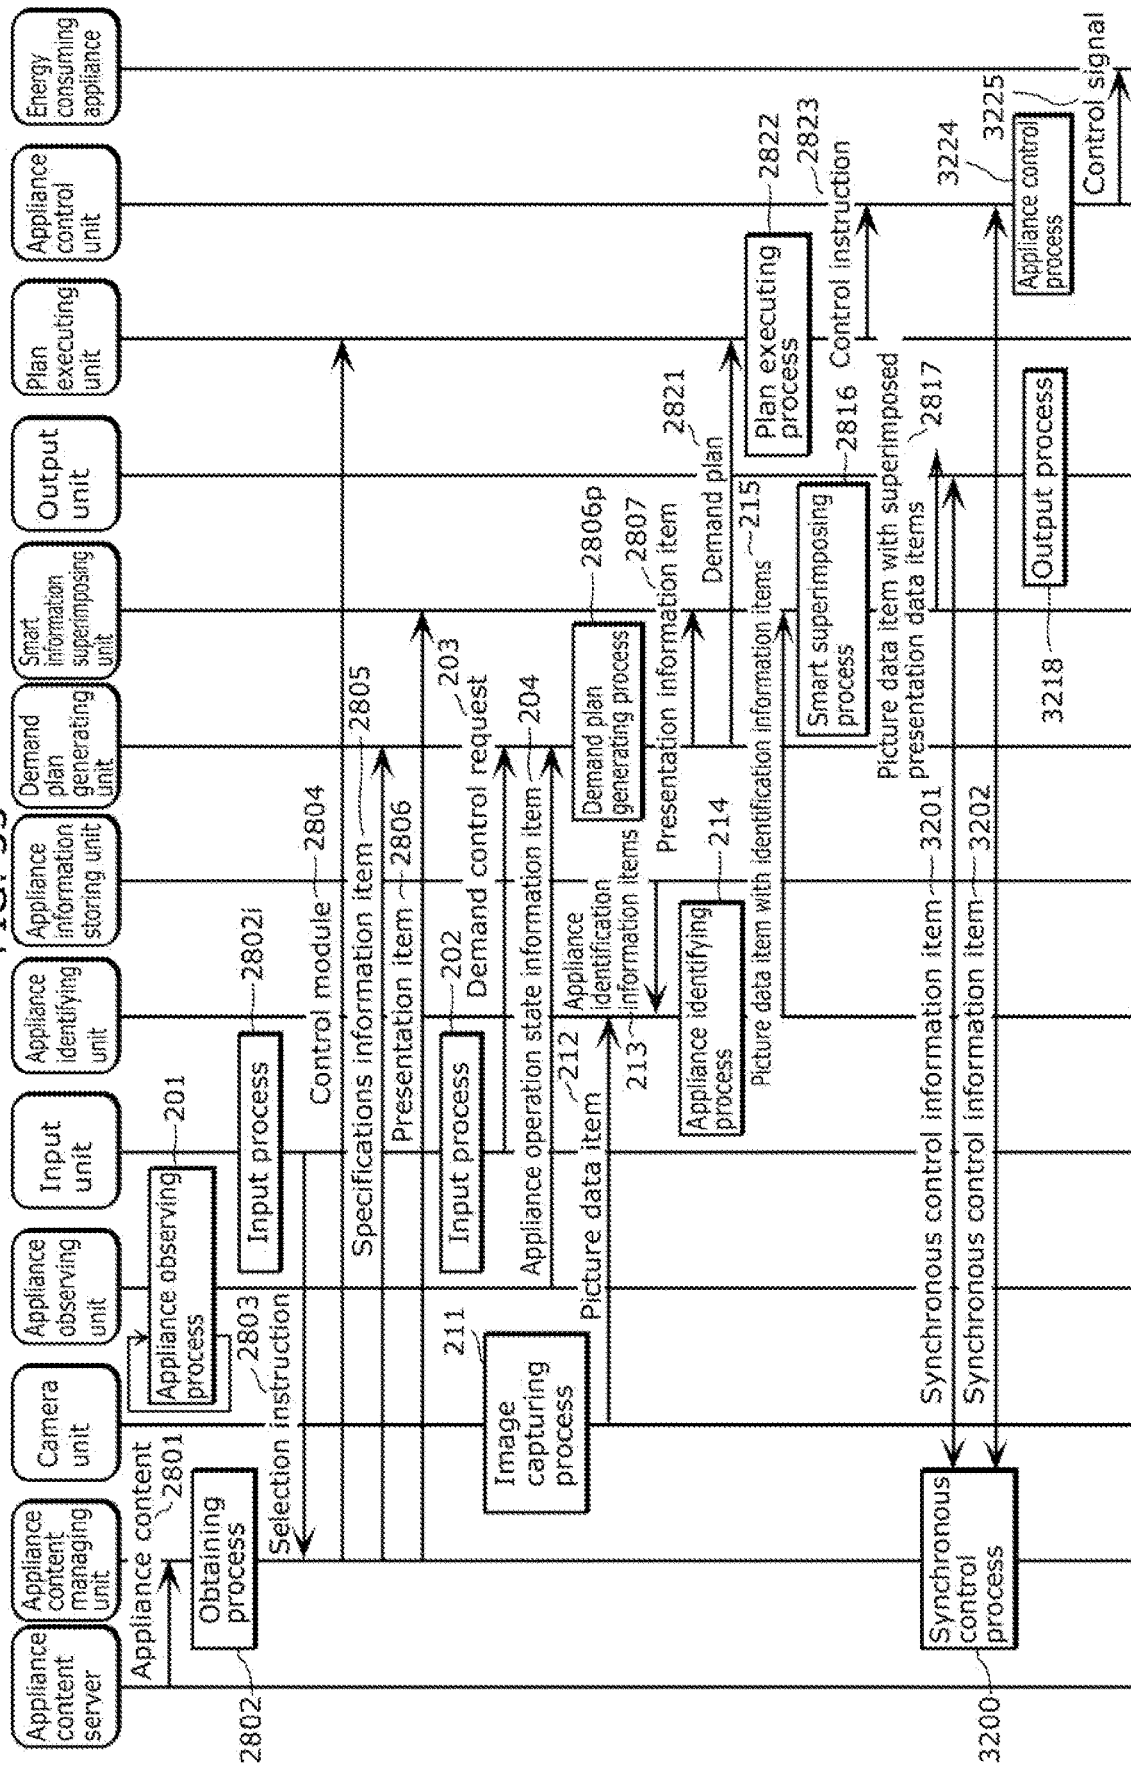 Appliance
content
server
Appliance
content
managing
unit
Camera
unit
Appliance
observing
unit
Input
unit
Appliance
identifying
unit
Appliance
information
storing unit
Demand
plan
generating
unit
Smart
information
superimposing
unit
Output
unit
Plan
executing
unit
Appliance
control
unit
Energy
consuming
appliance
Appliance content
2801
Appliance observing
process
201
Obtaining
process
2802
Input process
2802i
Selection instruction
2803
Control module
2804
Specifications information item
2805
Presentation item
2806
Input process
202
Demand control request
203
Image
capturing
process
211
Appliance operation state information item
204
Picture data item
212
Appliance
identification
information items
213
Demand plan
generating process
2806p
Presentation information item
2807
Appliance identifying
process
214
Demand plan
2821
Picture data item with identification information items
215
Plan executing
process
2822
Smart superimposing
process
2816
Control instruction
2823
Picture data item with superimposed
presentation data items
2817
Synchronous
control
process
3200
Synchronous control information item
3201
Synchronous control information item
3202
Output process
3218
Appliance control
process
3224
Control signal
3225